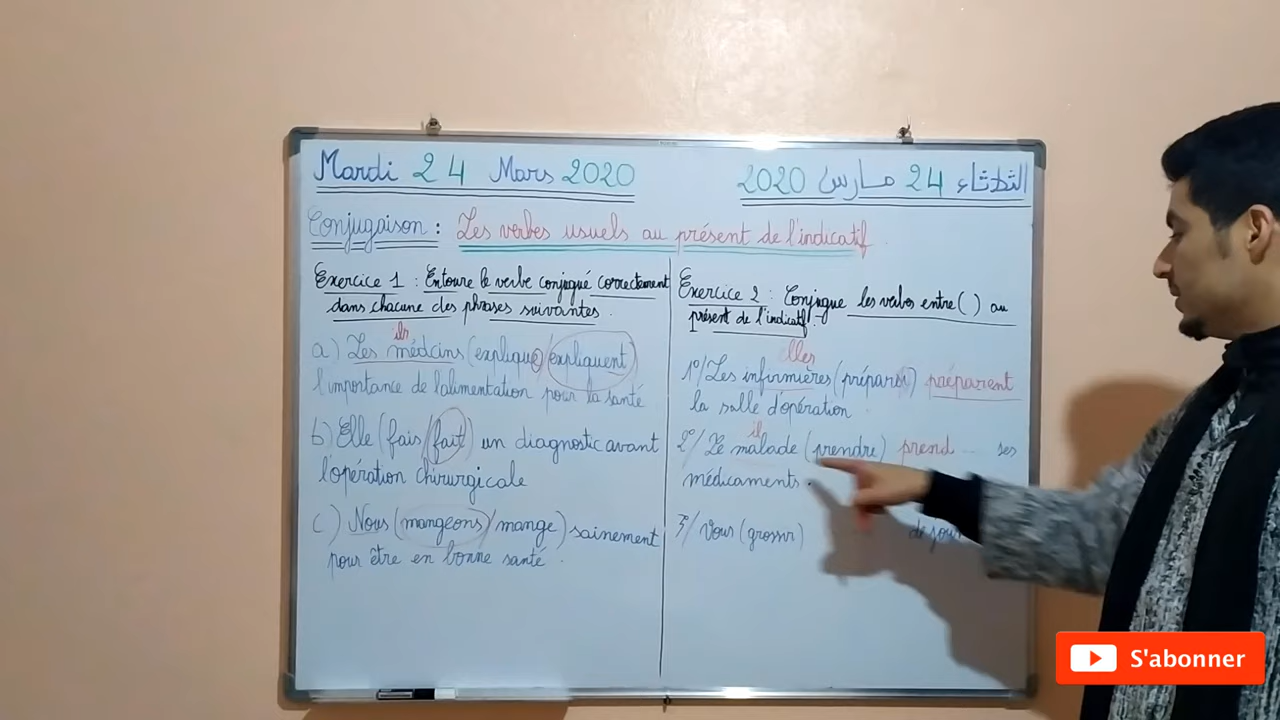 Mardi 24 Mars 2020
الثلاثاء 24 مارس 2020
Conjugaison : Les verbes usuels au présent de l'indicatif.
Exercice 1 : Entoure le verbe conjugué correctement
dans chacune des phrases suivantes.
ils
a) Les médcins (explique / expliquent)
l'importance de l'alimentation pour la santé
b) Elle (fais / fait) un diagnostic avant
l'opération chirurgicale
c) Nous (mangeons / mange) sainement
pour être en bonne santé.
Exercice 2 : Conjugue les verbes entre ( ) au
présent de l'indicatif.
elles
1°/ Les infirmières (préparer) préparent
la salle d'opération.
il
2°/ Le malade (prendre) prend ... ses
médicaments.
3°/ Vous (grossir) de jour
S'abonner